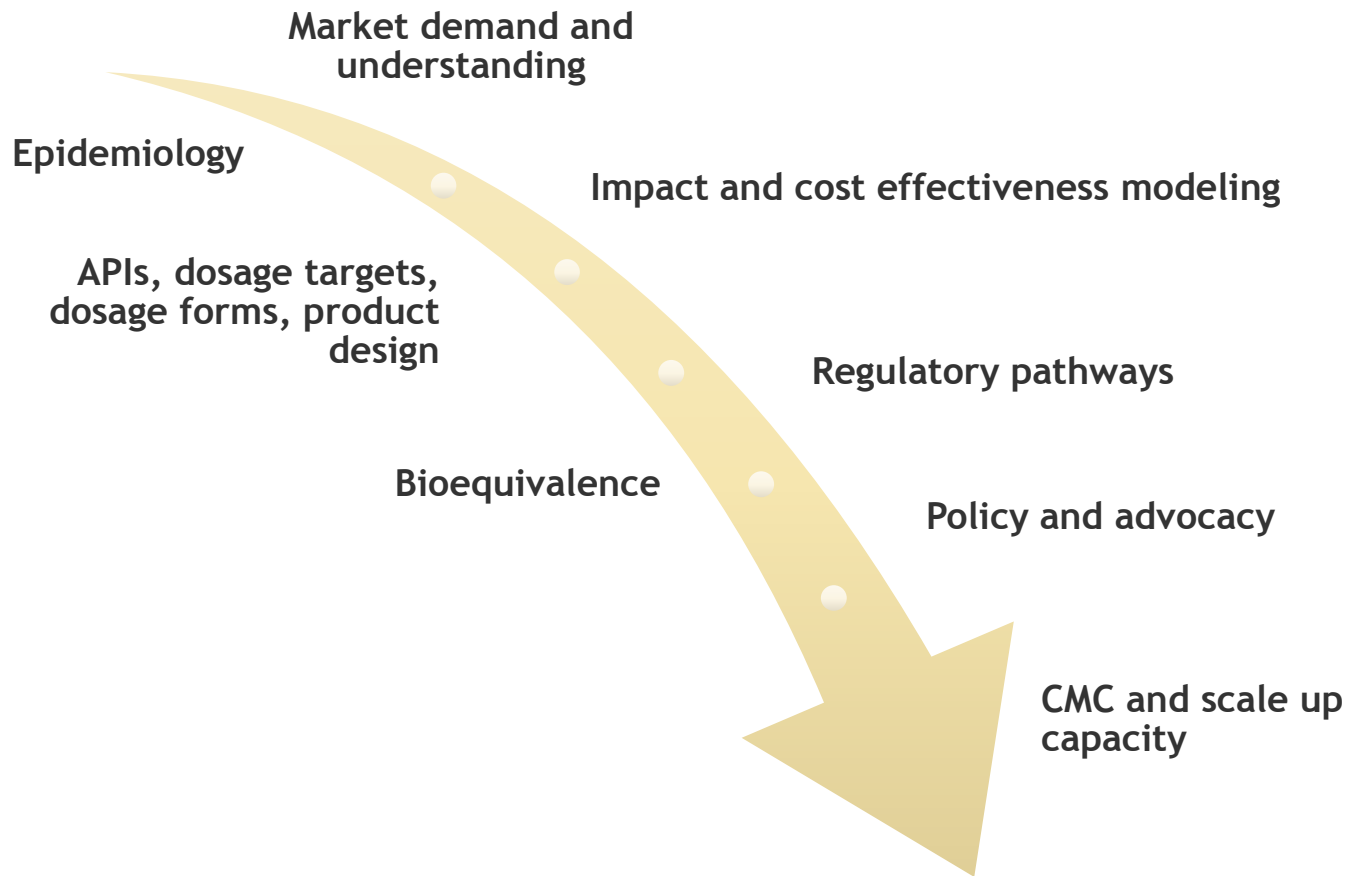 Market demand and
understanding
Epidemiology
Impact and cost effectiveness modeling
APIs, dosage targets,
dosage forms, product
design
Regulatory pathways
Bioequivalence
Policy and advocacy
CMC and scale up
capacity